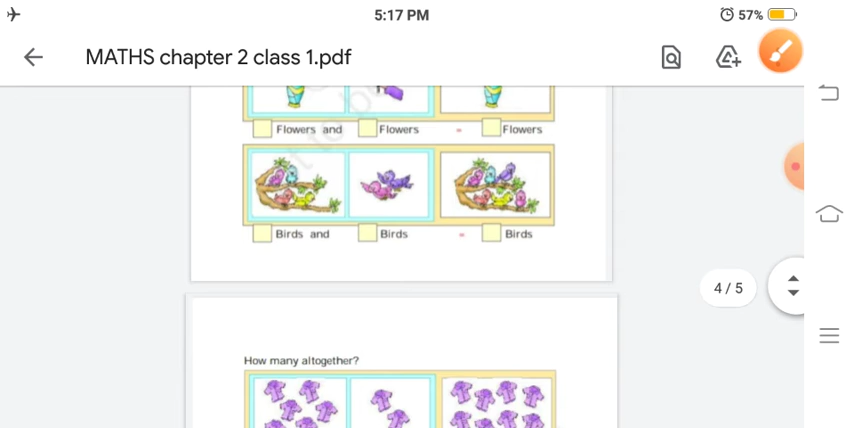 5:17 PM
57%
MATHS chapter 2 class 1.pdf
Flowers and Flowers = Flowers
Birds and Birds = Birds
4 / 5
How many altogether?